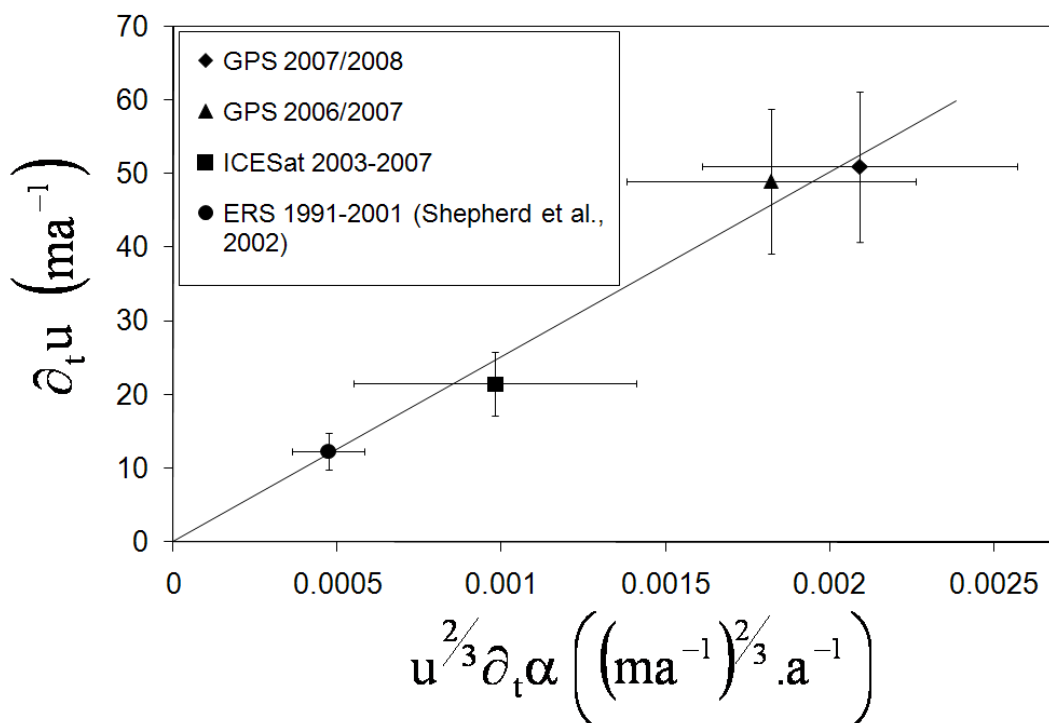 70
60
50
40
30
20
10
0
∂ₜu (ma⁻¹)
GPS 2007/2008
GPS 2006/2007
ICESat 2003-2007
ERS 1991-2001 (Shepherd et al.,
2002)
0 0.0005 0.001 0.0015 0.002 0.0025
u^2/3 ∂ₜα ((ma⁻¹)^2/3 .a⁻¹)